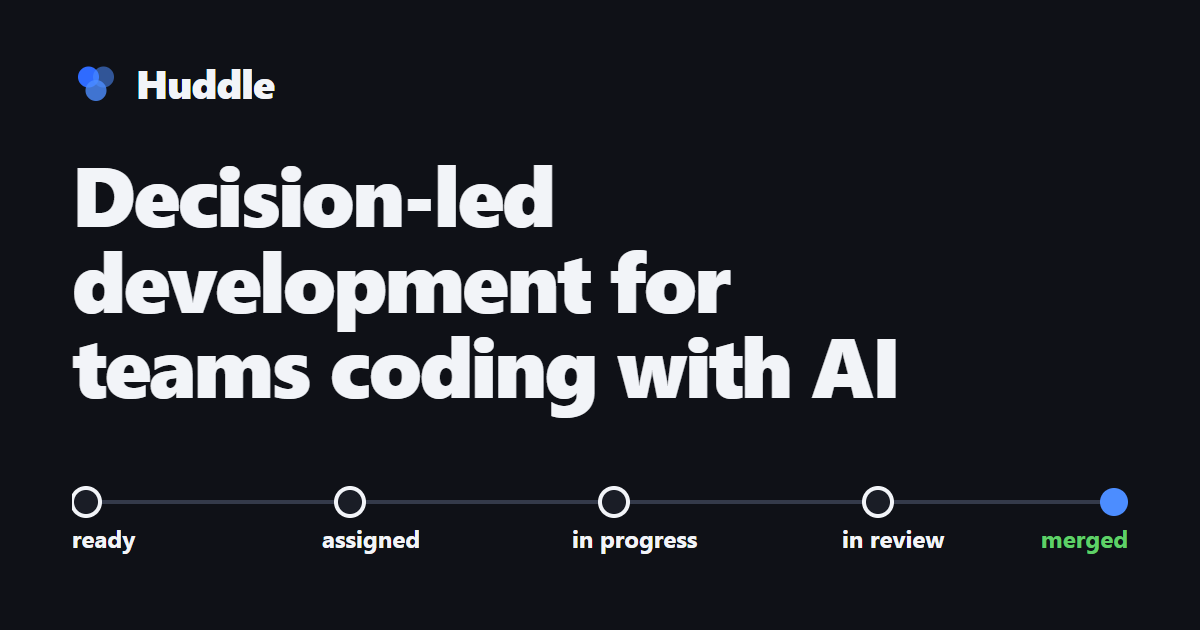 Huddle
Decision-led
development for
teams coding with AI
ready
assigned
in progress
in review
merged